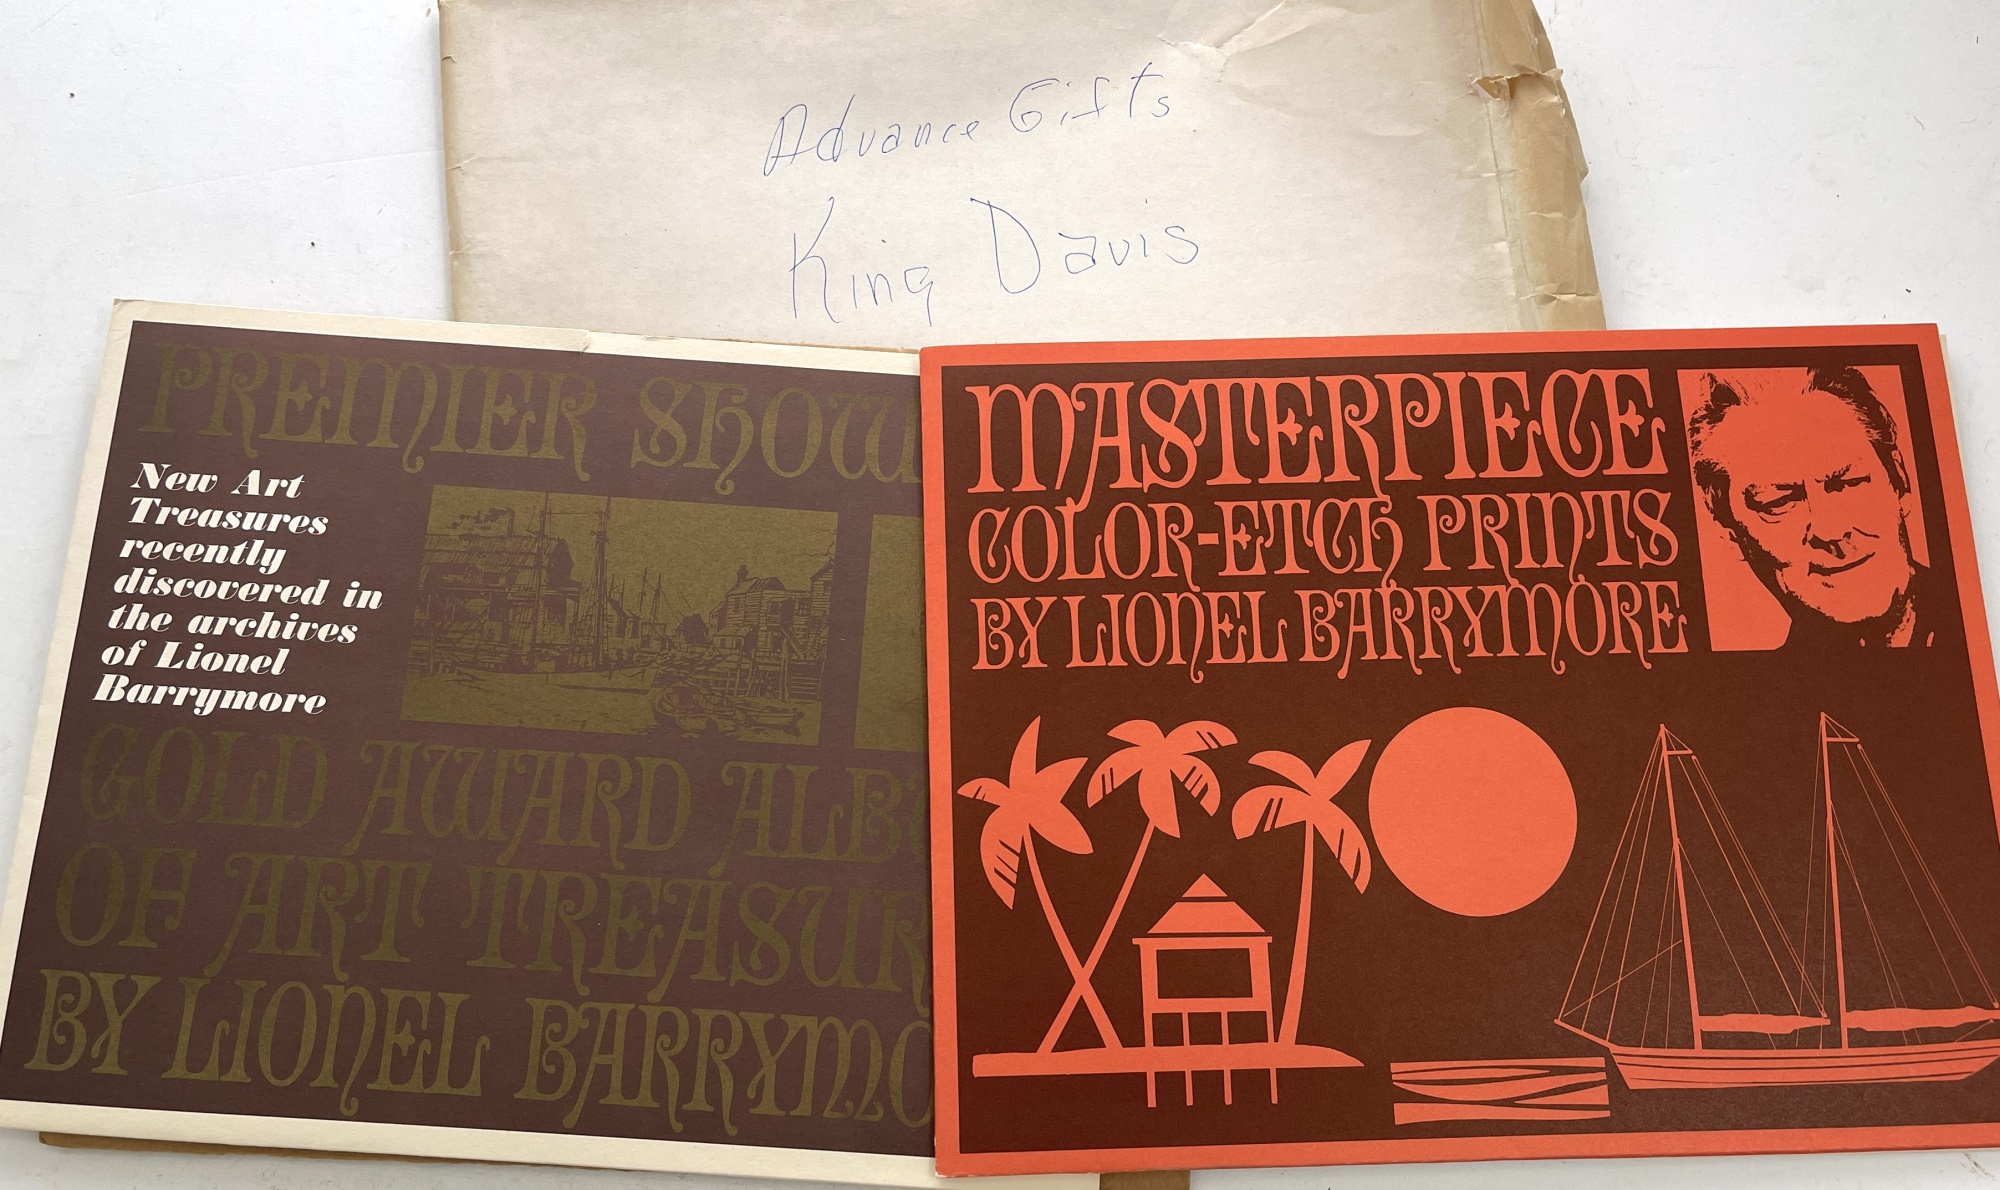 Advance Gifts
King Davis
PREMIER SHOW
New Art
Treasures
recently
discovered in
the archives
of Lionel
Barrymore
GOLD AWARD ALB
OF ART TREASUR
BY LIONEL BARRYMO
MASTERPIECE
COLOR-ETCH PRINTS
BY LIONEL BARRYMORE